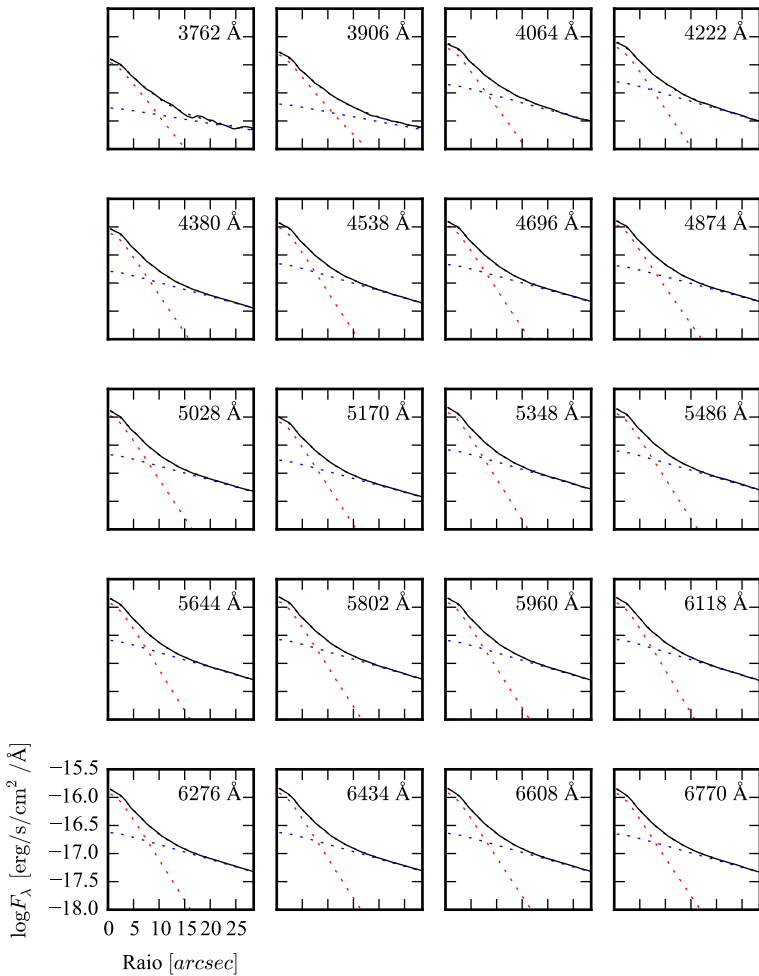 3762 Å 3906 Å 4064 Å 4222 Å
4380 Å 4538 Å 4696 Å 4874 Å
5028 Å 5170 Å 5348 Å 5486 Å
5644 Å 5802 Å 5960 Å 6118 Å
6276 Å 6434 Å 6608 Å 6770 Å
logF_λ [erg/s/cm² /Å]
−15.5
−16.0
−16.5
−17.0
−17.5
−18.0
0 5 10 15 20 25
Raio [arcsec]